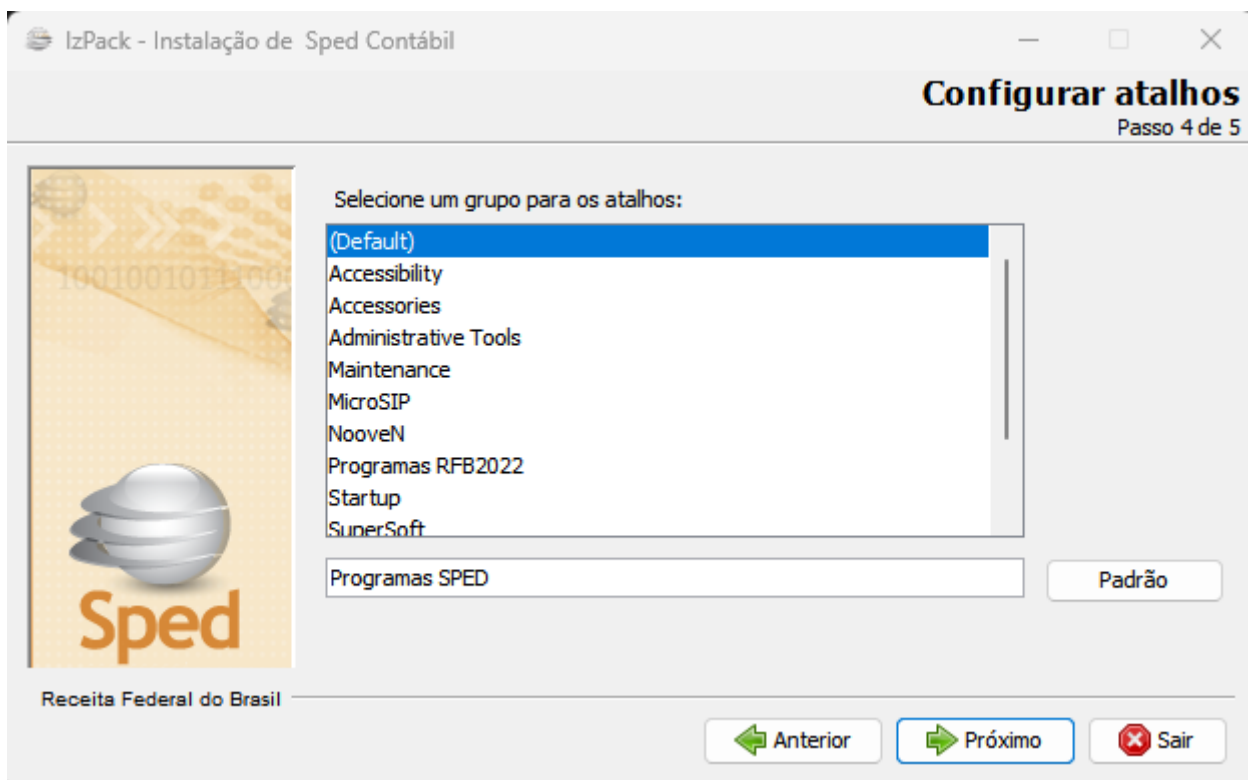 IzPack - Instalação de Sped Contábil
Configurar atalhos
Passo 4 de 5
1001001011100
Selecione um grupo para os atalhos:
(Default)
Accessibility
Accessories
Administrative Tools
Maintenance
MicroSIP
NooveN
Programas RFB2022
Startup
SuperSoft
Programas SPED
Padrão
Sped
Receita Federal do Brasil
Anterior
Próximo
Sair